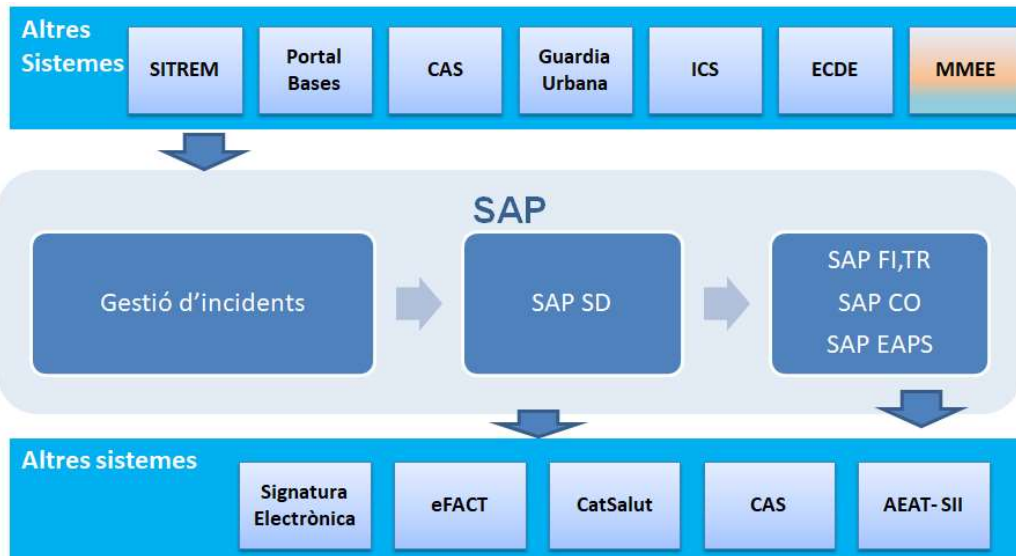 Altres
Sistemes
SITREM
Portal
Bases
CAS
Guardia
Urbana
ICS
ECDE
MMEE
SAP
Gestió d'incidents
SAP SD
SAP FI,TR
SAP CO
SAP EAPS
Altres sistemes
Signatura
Electrònica
eFACT
CatSalut
CAS
AEAT- SII